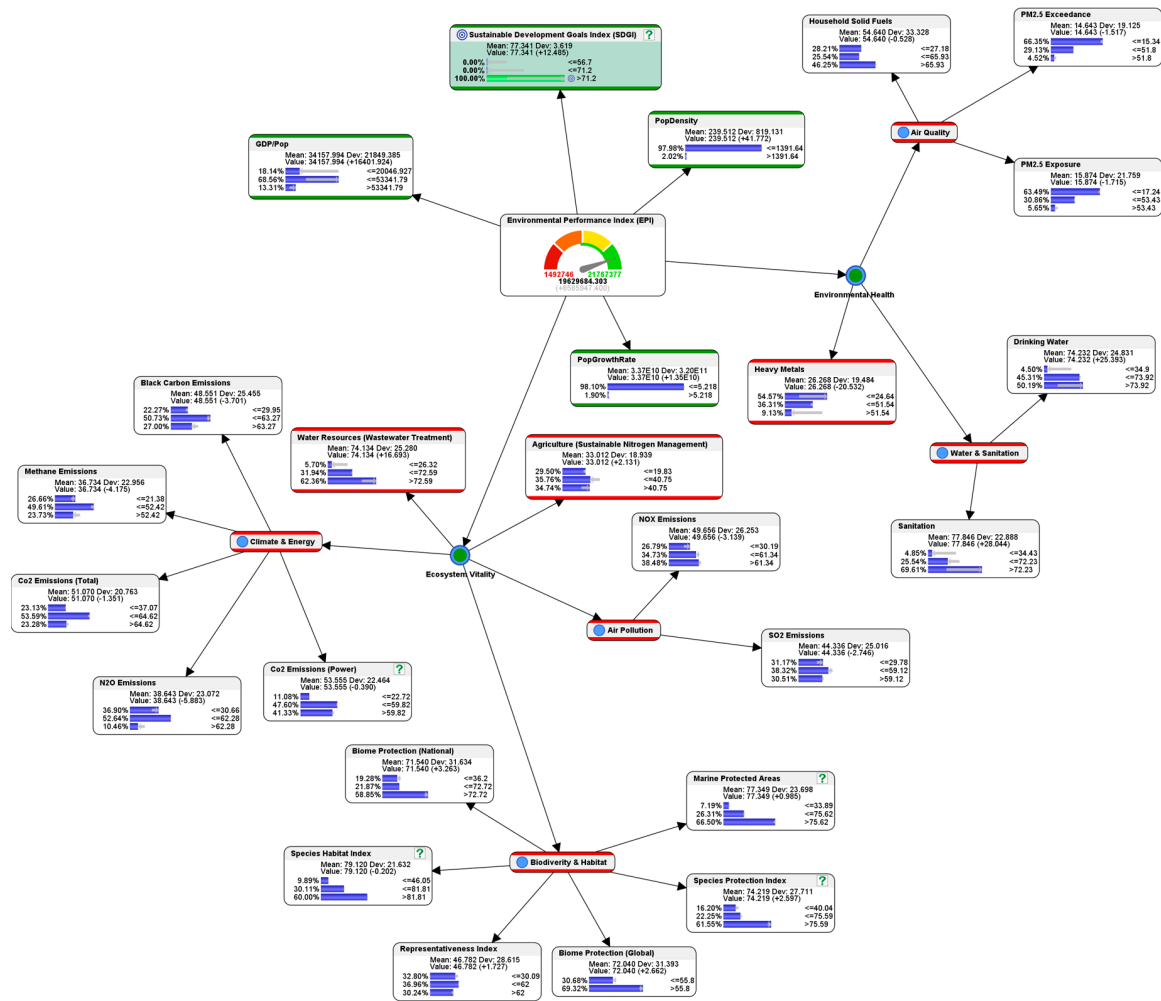 Sustainable Development Goals Index (SDGI) ?
Mean: 77.341 Dev: 3.619
Value: 77.341 (+12.485)
0.00% <=56.7
0.00% <=71.2
100.00% >71.2
Household Solid Fuels
Mean: 54.640 Dev: 33.328
Value: 54.640 (-0.528)
28.21% <=27.18
25.54% <=65.93
46.25% >65.93
PM2.5 Exceedance
Mean: 14.643 Dev: 19.125
Value: 14.643 (-1.517)
66.35% <=15.34
29.13% <=51.8
4.52% >51.8
PopDensity
Mean: 239.512 Dev: 819.131
Value: 239.512 (+41.772)
97.98% <=1391.64
2.02% >1391.64
Air Quality
GDP/Pop
Mean: 34157.994 Dev: 21849.385
Value: 34157.994 (+16401.924)
18.14% <=20046.927
68.56% <=53341.79
13.31% >53341.79
PM2.5 Exposure
Mean: 15.874 Dev: 21.759
Value: 15.874 (-1.715)
63.49% <=17.24
30.86% <=53.43
5.65% >53.43
Environmental Performance Index (EPI)
1492746 21767377
19629684.303
(+6565947.400)
Environmental Health
PopGrowthRate
Mean: 3.37E10 Dev: 3.20E11
Value: 3.37E10 (+1.35E10)
98.10% <=5.218
1.90% >5.218
Heavy Metals
Mean: 26.268 Dev: 19.484
Value: 26.268 (-20.532)
54.57% <=24.64
36.31% <=51.54
9.13% >51.54
Drinking Water
Mean: 74.232 Dev: 24.831
Value: 74.232 (+25.393)
4.50% <=34.9
45.31% <=73.92
50.19% >73.92
Black Carbon Emissions
Mean: 48.551 Dev: 25.455
Value: 48.551 (-3.701)
22.27% <=29.95
50.73% <=63.27
27.00% >63.27
Water Resources (Wastewater Treatment)
Mean: 74.134 Dev: 25.280
Value: 74.134 (+16.693)
5.70% <=26.32
31.94% <=72.59
62.36% >72.59
Agriculture (Sustainable Nitrogen Management)
Mean: 33.012 Dev: 18.939
Value: 33.012 (+2.131)
29.50% <=19.83
35.76% <=40.75
34.74% >40.75
Water & Sanitation
Methane Emissions
Mean: 36.734 Dev: 22.956
Value: 36.734 (-4.175)
26.66% <=21.38
49.61% <=52.42
23.73% >52.42
NOX Emissions
Mean: 49.656 Dev: 26.253
Value: 49.656 (-3.139)
26.79% <=30.19
34.73% <=61.34
38.48% >61.34
Sanitation
Mean: 77.846 Dev: 22.888
Value: 77.846 (+28.044)
4.85% <=34.43
25.54% <=72.23
69.61% >72.23
Climate & Energy
Ecosystem Vitality
Co2 Emissions (Total)
Mean: 51.070 Dev: 20.763
Value: 51.070 (-1.351)
23.13% <=37.07
53.59% <=64.62
23.28% >64.62
Air Pollution
SO2 Emissions
Mean: 44.336 Dev: 25.016
Value: 44.336 (-2.746)
31.17% <=29.78
38.32% <=59.12
30.51% >59.12
N2O Emissions
Mean: 38.643 Dev: 23.072
Value: 38.643 (-5.883)
36.90% <=30.66
52.64% <=62.28
10.46% >62.28
Co2 Emissions (Power) ?
Mean: 53.555 Dev: 22.464
Value: 53.555 (-0.390)
11.08% <=22.72
47.60% <=59.82
41.33% >59.82
Biome Protection (National)
Mean: 71.540 Dev: 31.634
Value: 71.540 (+3.263)
19.28% <=36.2
21.87% <=72.72
58.85% >72.72
Marine Protected Areas ?
Mean: 77.349 Dev: 23.698
Value: 77.349 (+0.985)
7.19% <=33.89
26.31% <=75.62
66.50% >75.62
Species Habitat Index ?
Mean: 79.120 Dev: 21.632
Value: 79.120 (-0.202)
9.89% <=46.05
30.11% <=81.81
60.00% >81.81
Biodiverity & Habitat
Species Protection Index ?
Mean: 74.219 Dev: 27.711
Value: 74.219 (+2.597)
16.20% <=40.04
22.25% <=75.59
61.55% >75.59
Representativeness Index
Mean: 46.782 Dev: 28.615
Value: 46.782 (+1.727)
32.80% <=30.09
36.96% <=62
30.24% >62
Biome Protection (Global)
Mean: 72.040 Dev: 31.393
Value: 72.040 (+2.662)
30.68% <=55.8
69.32% >55.8